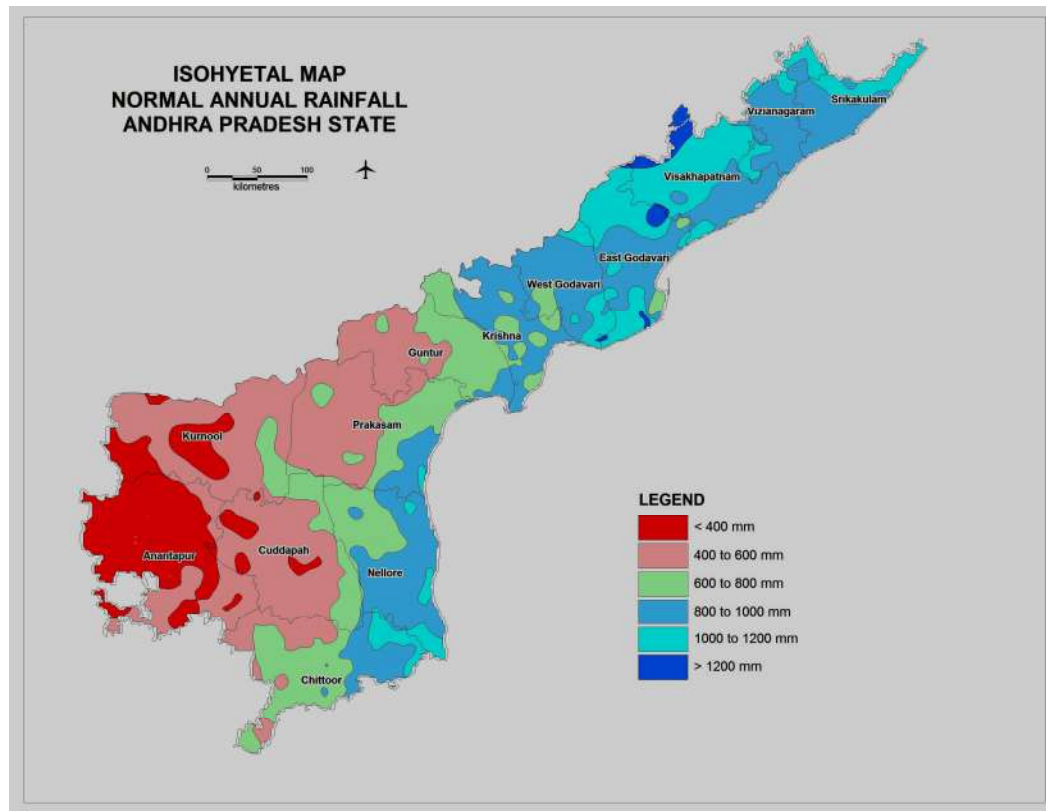 ISOHYETAL MAP
NORMAL ANNUAL RAINFALL
ANDHRA PRADESH STATE
0 50 100
kilometres
Srikakulam
Vizianagaram
Visakhapatnam
East Godavari
West Godavari
Krishna
Guntur
Prakasam
Kurnool
Anantapur
Cuddapah
Nellore
Chittoor
LEGEND
< 400 mm
400 to 600 mm
600 to 800 mm
800 to 1000 mm
1000 to 1200 mm
> 1200 mm